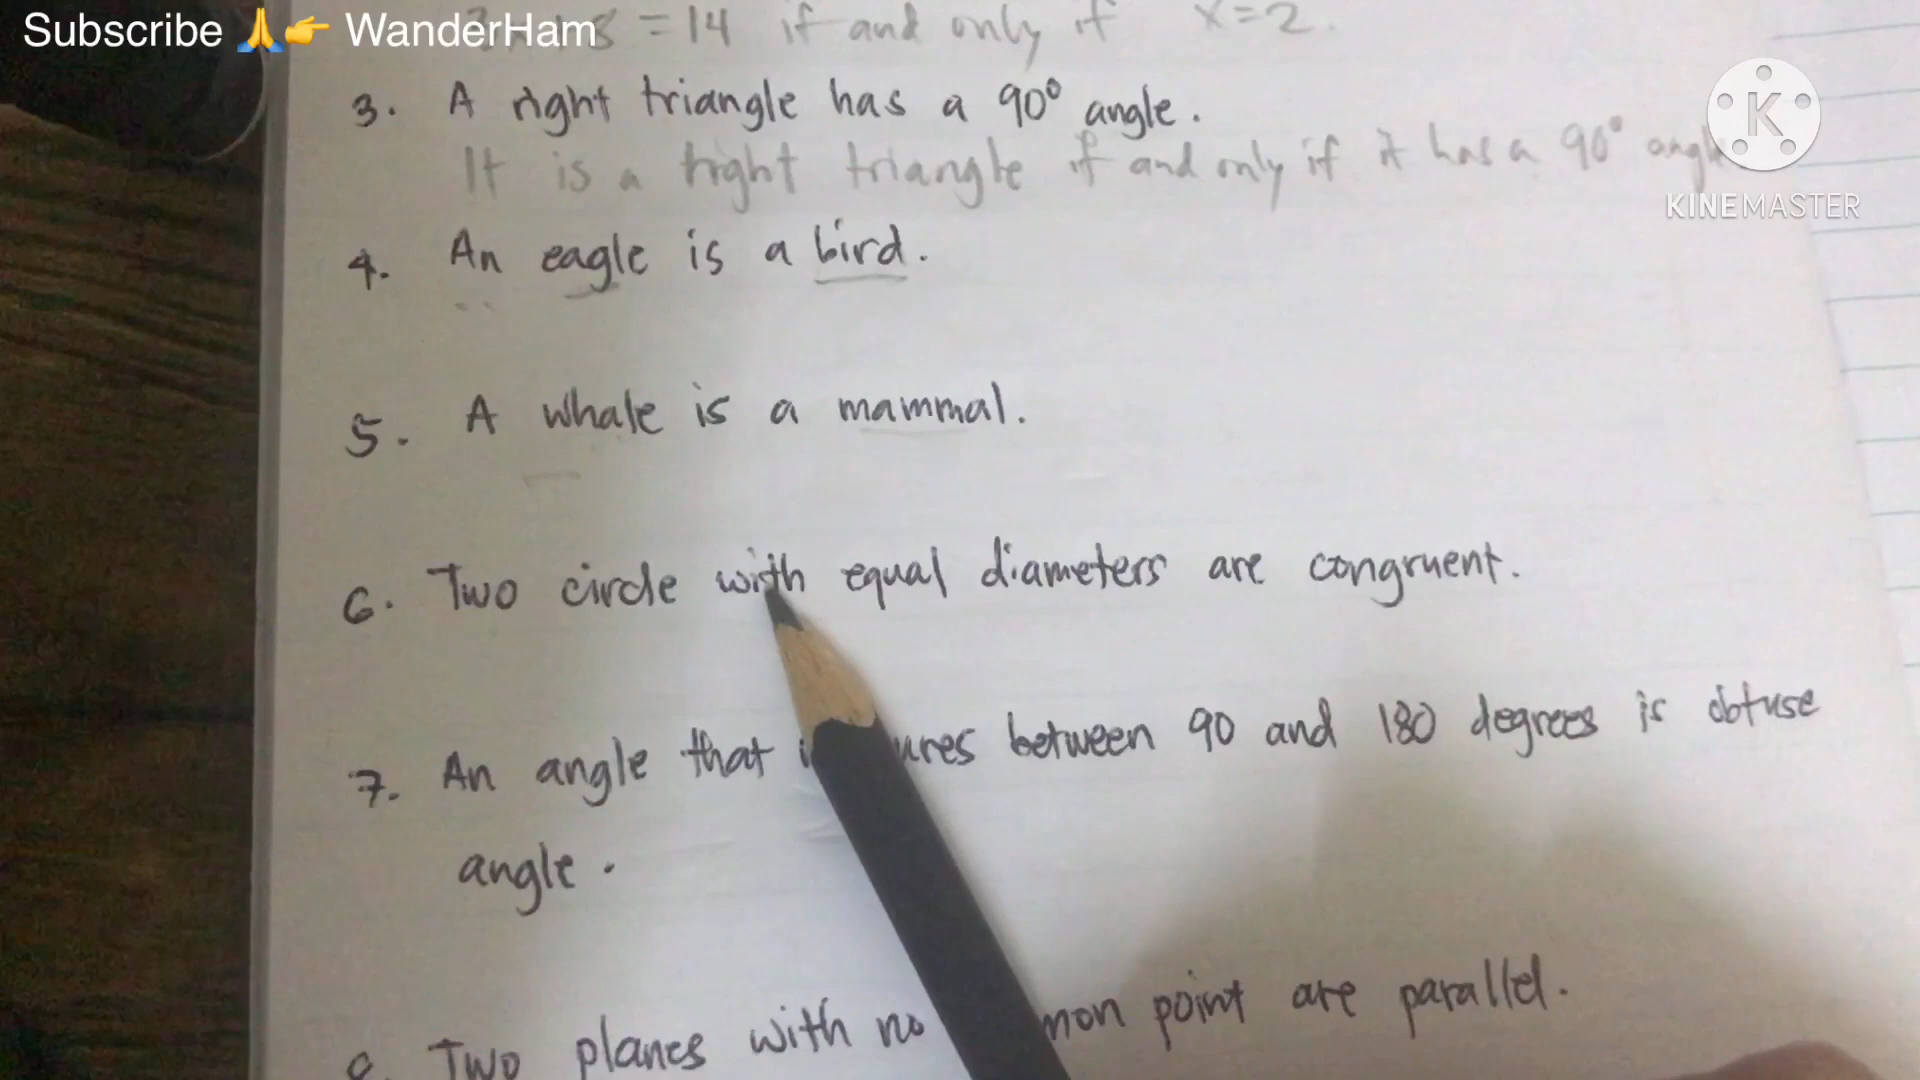 Subscribe 🙏👉 WanderHam
= 14 if and only if x = 2.
3. A right triangle has a 90° angle.
It is a right triangle if and only if it has a 90° angle
K
KINEMASTER
4. An eagle is a bird.
5. A whale is a mammal.
6. Two circle with equal diameters are congruent.
7. An angle that between 90 and 180 degrees is obtuse
angle.
Two planes with no point are parallel.